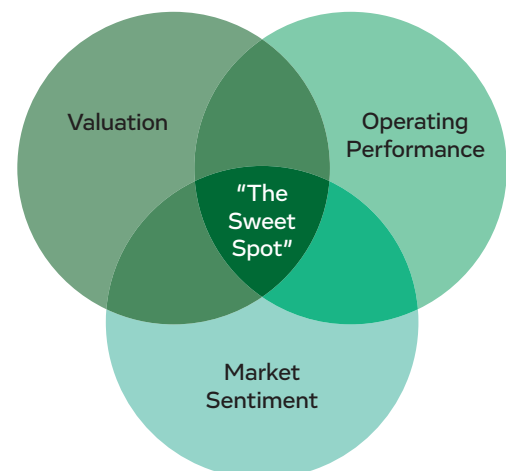 Valuation
Operating
Performance
"The
Sweet
Spot"
Market
Sentiment